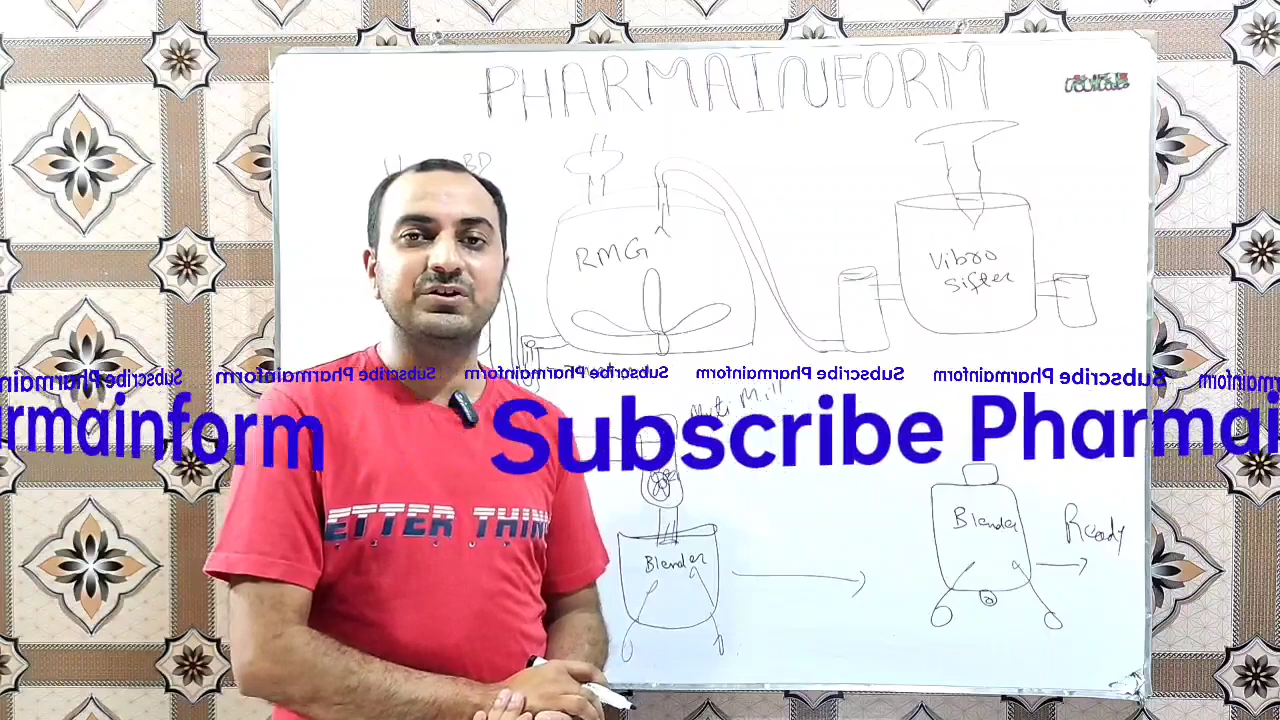 PHARMAINFORM
BD
RMG
Vibro
Sifter
Subscribe Pharmainform Subscribe Pharmainform Subscribe Pharmainform Subscribe Pharmainform Subscribe
Multi Mill
rmainform Subscribe Pharmai
ETTER THIN
Blender
Blender
Ready